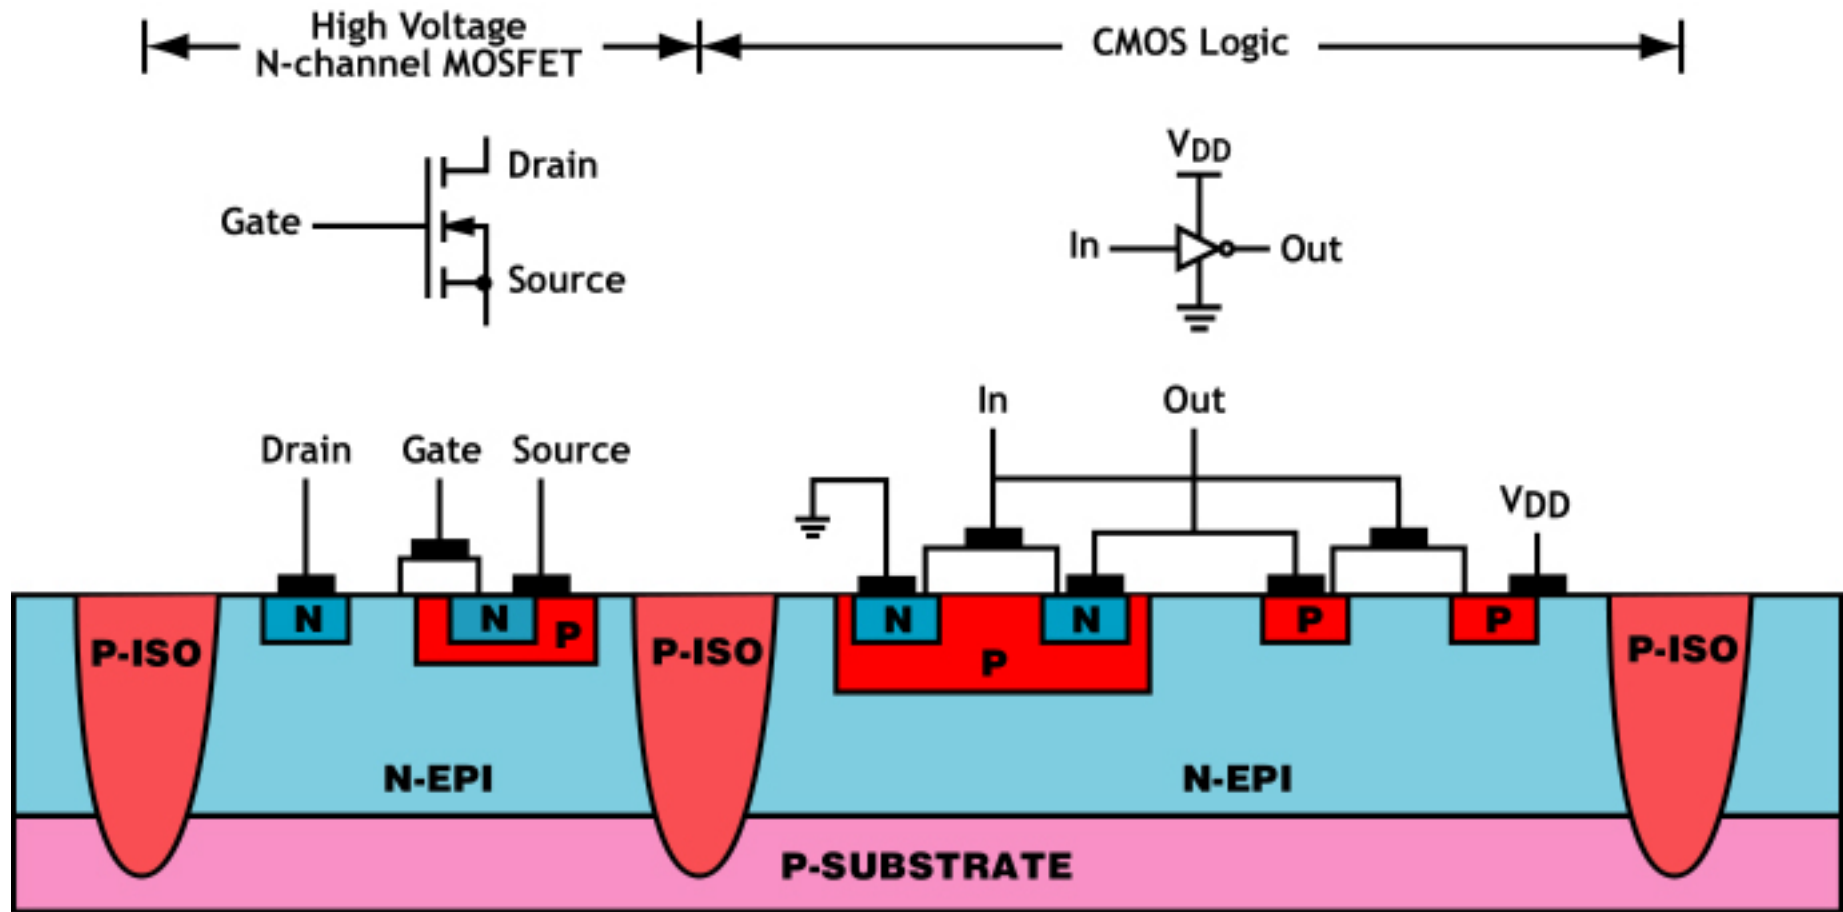 High Voltage
N-channel MOSFET
CMOS Logic
VDD
Drain
Gate
Source
In
Out
In
Out
Drain
Gate
Source
VDD
N
N
P
N
N
P
P
P
P-ISO
P-ISO
P-ISO
N-EPI
N-EPI
P-SUBSTRATE